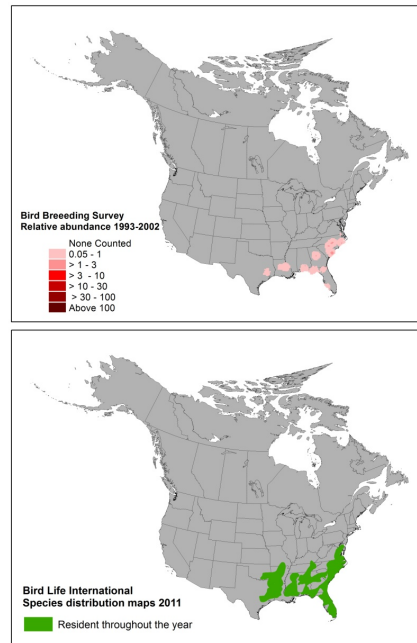 Bird Breeding Survey
Relative abundance 1993-2002
None Counted
0.05 - 1
> 1 - 3
> 3 - 10
> 10 - 30
> 30 - 100
Above 100
Bird Life International
Species distribution maps 2011
Resident throughout the year